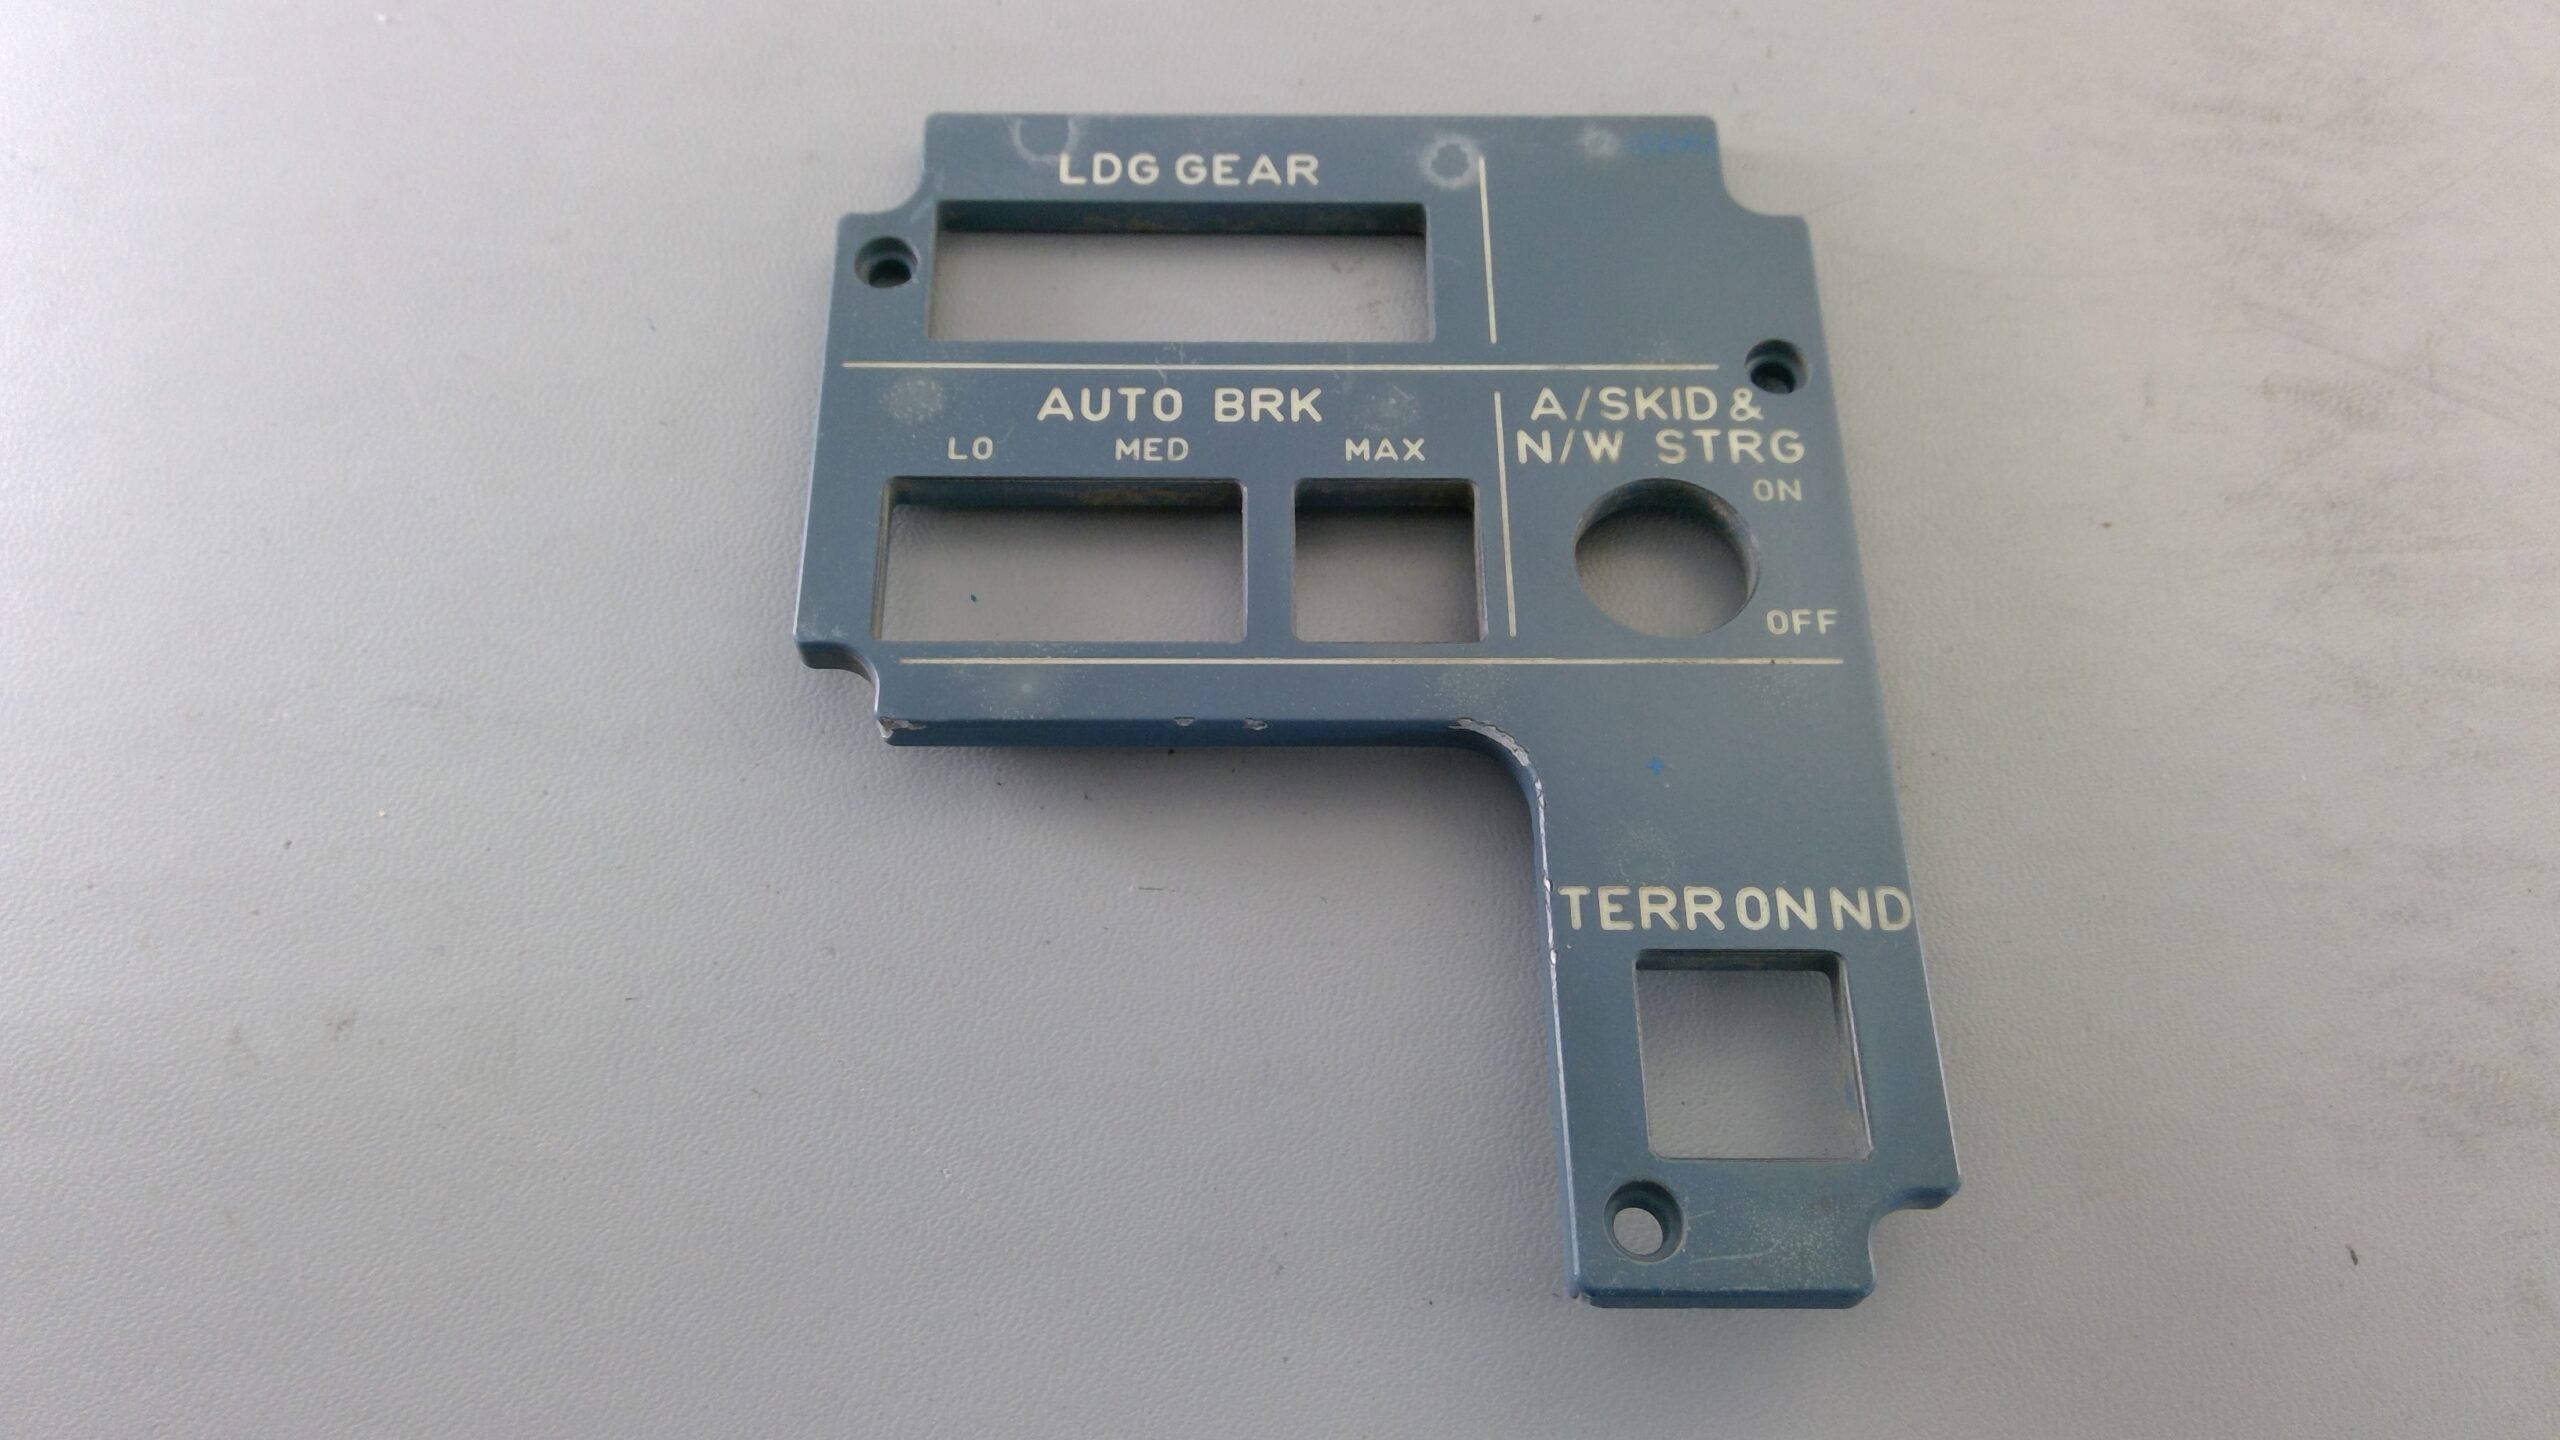 LDG GEAR
AUTO BRK
LO MED MAX
A/SKID &
N/W STRG
ON
OFF
TERR ON ND